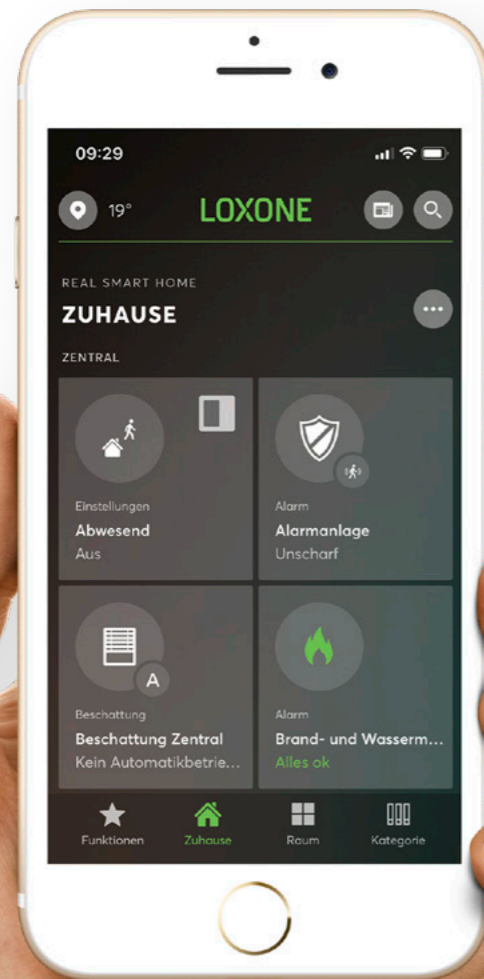 09:29
19°
LOXONE
REAL SMART HOME
ZUHAUSE
ZENTRAL
Einstellungen
Abwesend
Aus
Alarm
Alarmanlage
Unscharf
A
Beschattung
Beschattung Zentral
Kein Automatikbetrie...
Alarm
Brand- und Wasserm...
Alles ok
Funktionen
Zuhause
Raum
Kategorie